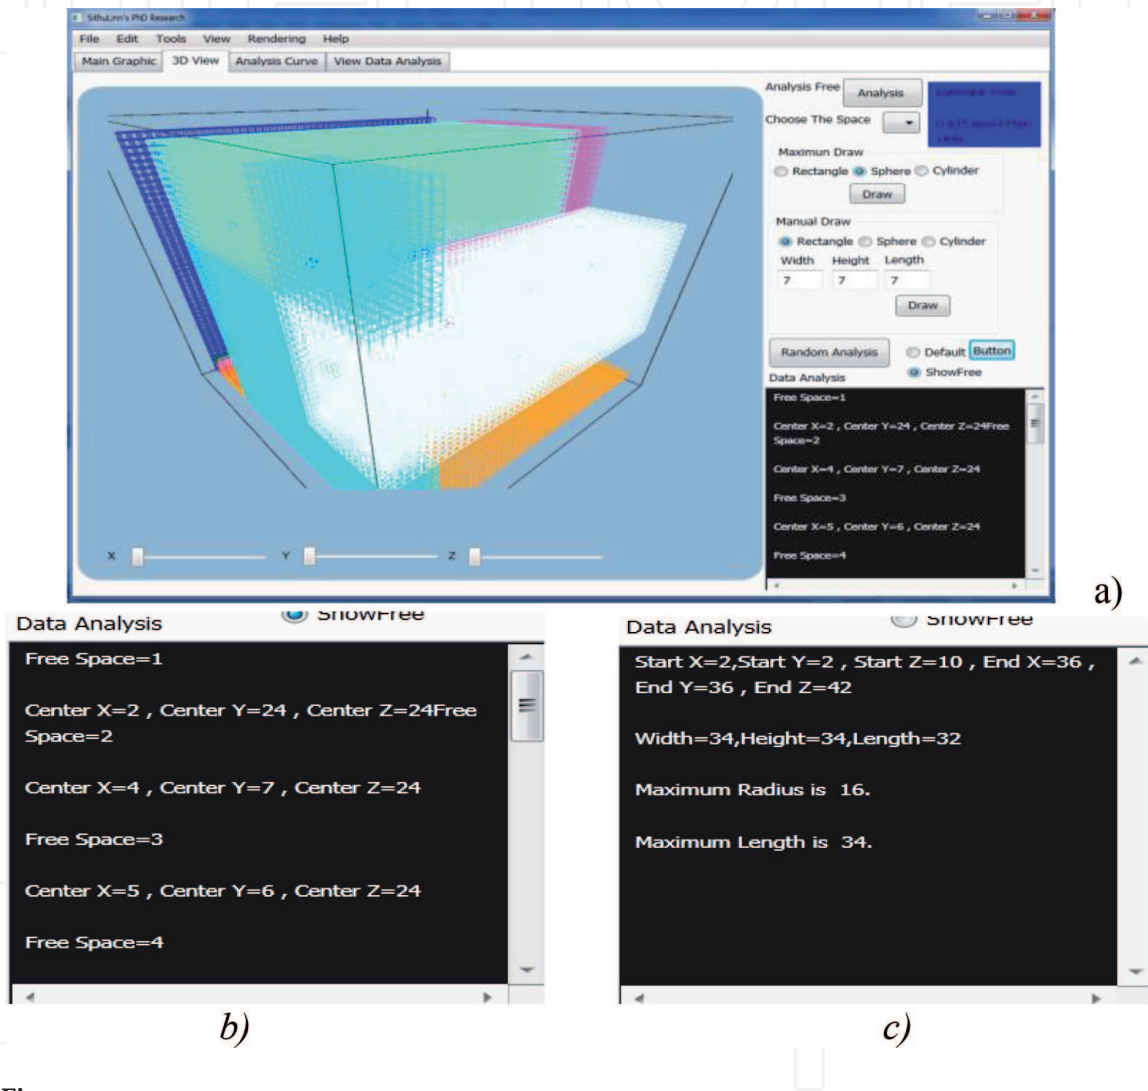 SithuLinn's PhD Research
File Edit Tools View Rendering Help
Main Graphic 3D View Analysis Curve View Data Analysis
Analysis Free Analysis
Choose The Space
Maximun Draw
Rectangle Sphere Cylinder
Draw
Manual Draw
Rectangle Sphere Cylinder
Width Height Length
7 7 7
Draw
Random Analysis Default Button
ShowFree
Data Analysis
Free Space=1
Center X=2 , Center Y=24 , Center Z=24Free
Space=2
Center X=4 , Center Y=7 , Center Z=24
Free Space=3
Center X=5 , Center Y=6 , Center Z=24
Free Space=4
X Y Z
a)
Data Analysis ShowFree
Free Space=1
Center X=2 , Center Y=24 , Center Z=24Free
Space=2
Center X=4 , Center Y=7 , Center Z=24
Free Space=3
Center X=5 , Center Y=6 , Center Z=24
Free Space=4
b)
Data Analysis ShowFree
Start X=2,Start Y=2 , Start Z=10 , End X=36 ,
End Y=36 , End Z=42
Width=34,Height=34,Length=32
Maximum Radius is 16.
Maximum Length is 34.
c)